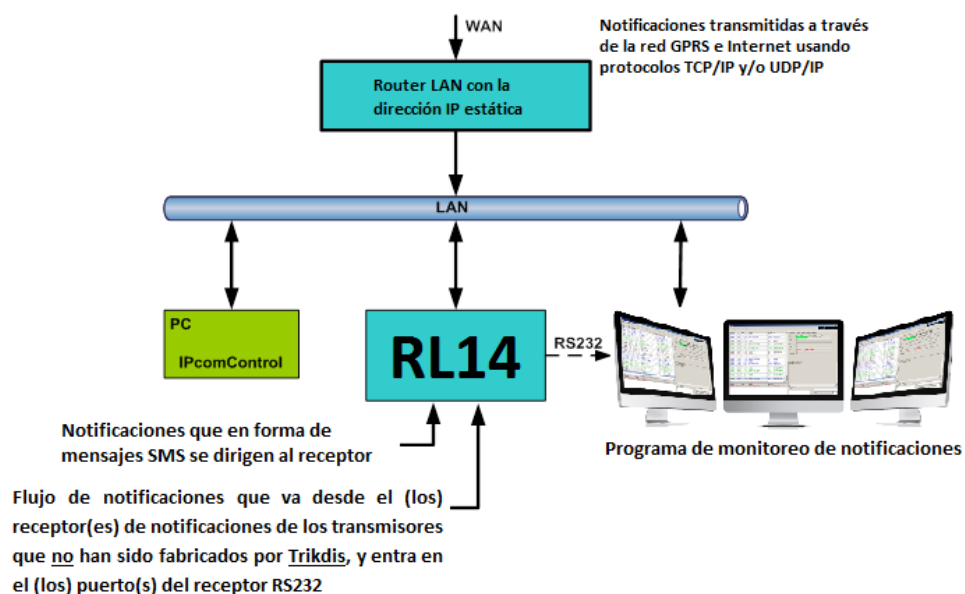 WAN
Notificaciones transmitidas a través
de la red GPRS e Internet usando
protocolos TCP/IP y/o UDP/IP
Router LAN con la
dirección IP estática
LAN
PC
IPcomControl
RL14
RS232
Programa de monitoreo de notificaciones
Notificaciones que en forma de
mensajes SMS se dirigen al receptor
Flujo de notificaciones que va desde el (los)
receptor(es) de notificaciones de los transmisores
que no han sido fabricados por Trikdis, y entra en
el (los) puerto(s) del receptor RS232